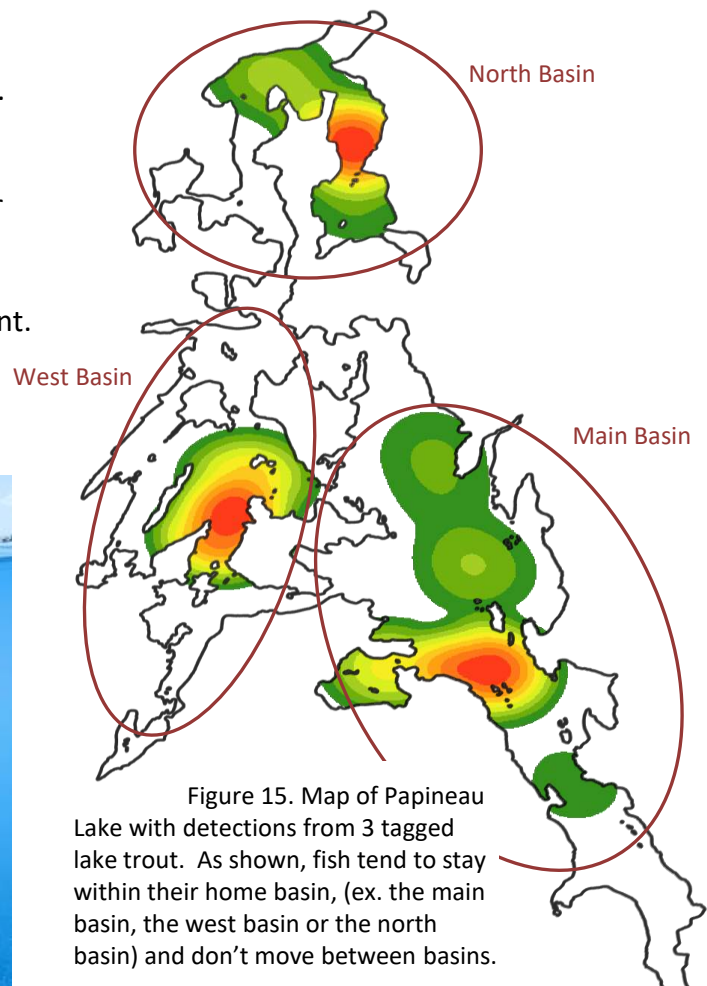 North Basin
nt.
West Basin
Main Basin
Figure 15. Map of Papineau
Lake with detections from 3 tagged
lake trout.  As shown, fish tend to stay
within their home basin, (ex. the main
basin, the west basin or the north
basin) and don’t move between basins.